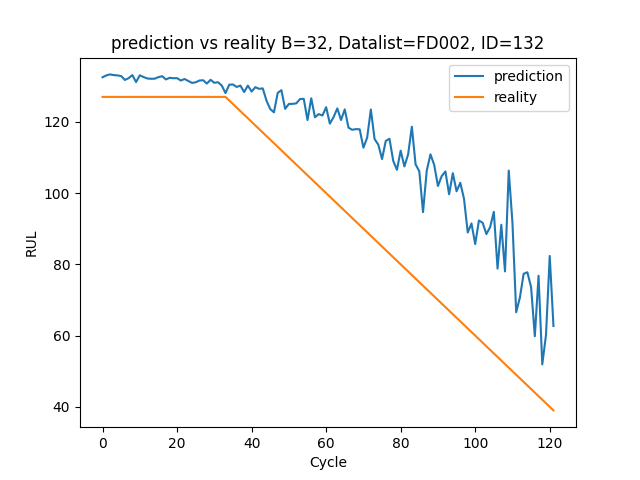 prediction vs reality B=32, Datalist=FD002, ID=132
prediction
reality
RUL
120
100
80
60
40
0 20 40 60 80 100 120
Cycle